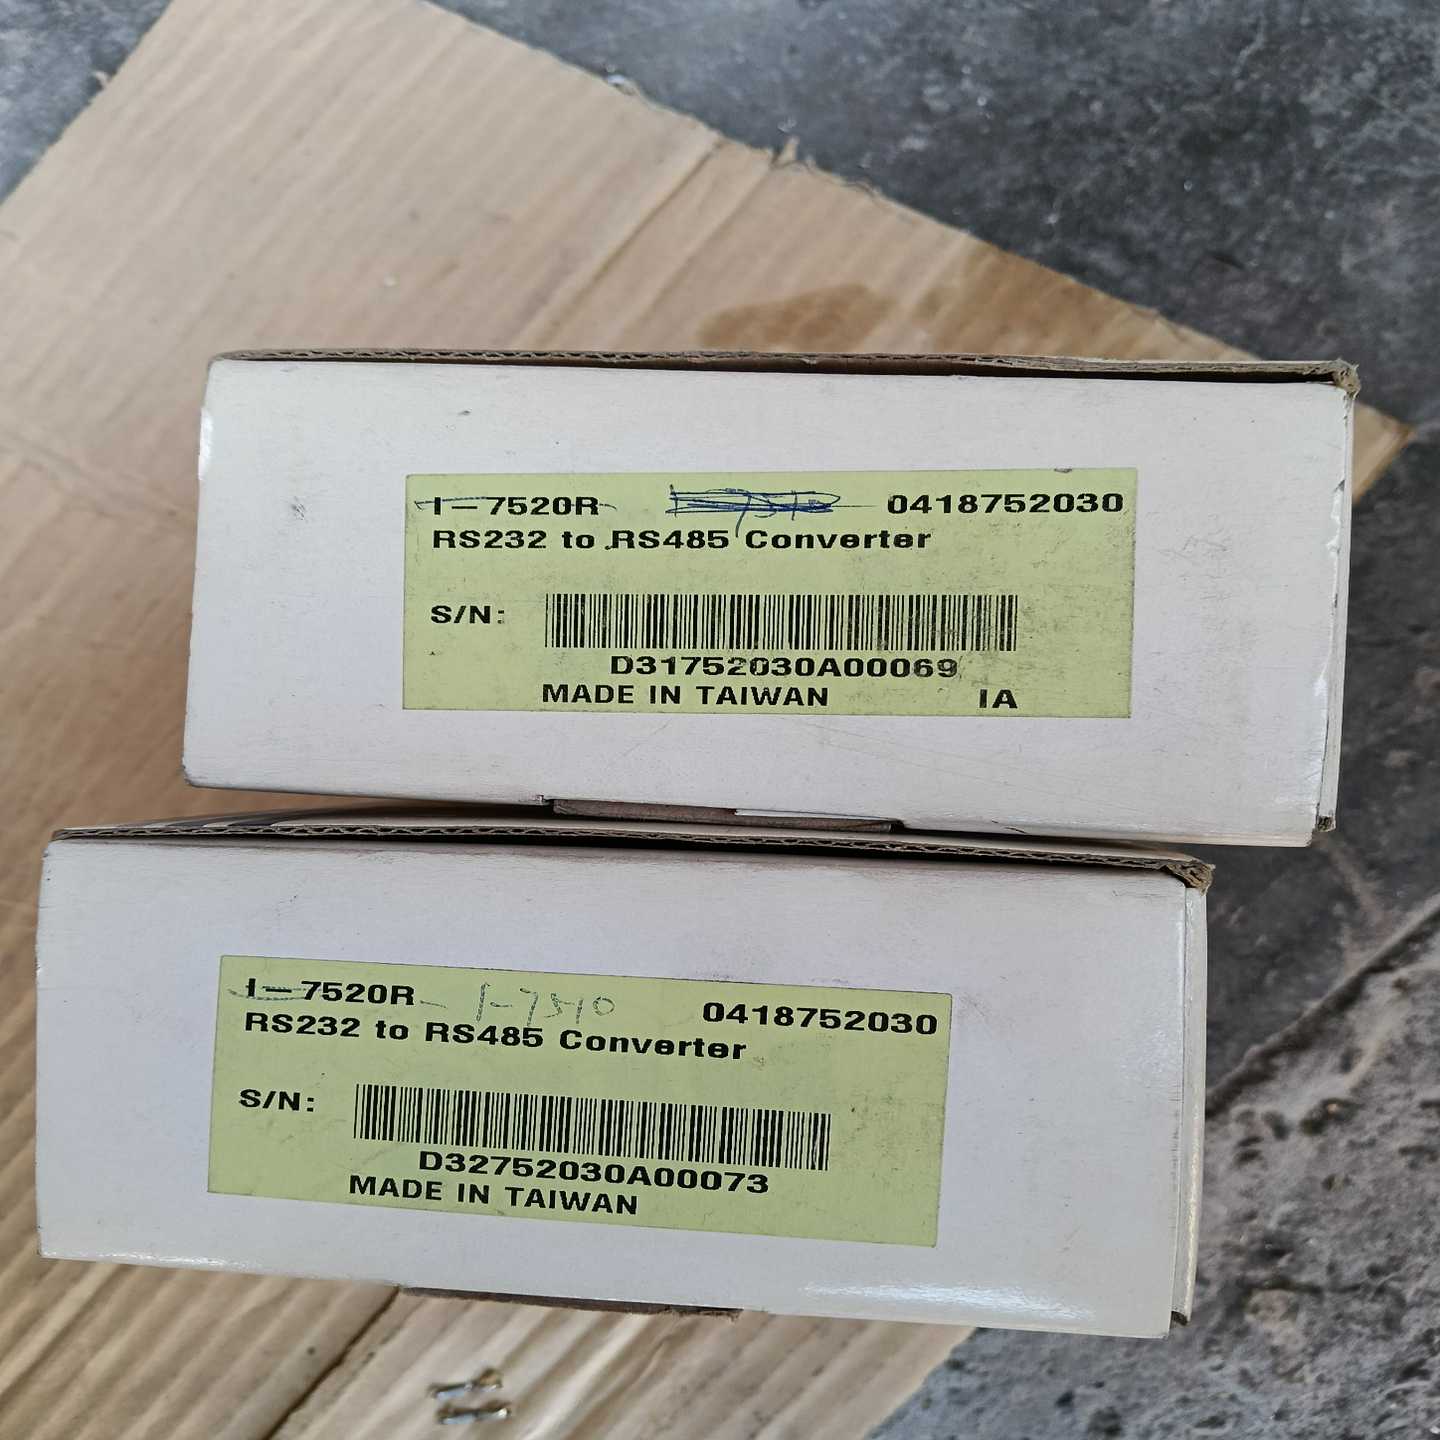 I-7520R 0418752030
RS232 to RS485 Converter
S/N:
D31752030A00069
MADE IN TAIWAN IA
I-7520R I-7510 0418752030
RS232 to RS485 Converter
S/N:
D32752030A00073
MADE IN TAIWAN